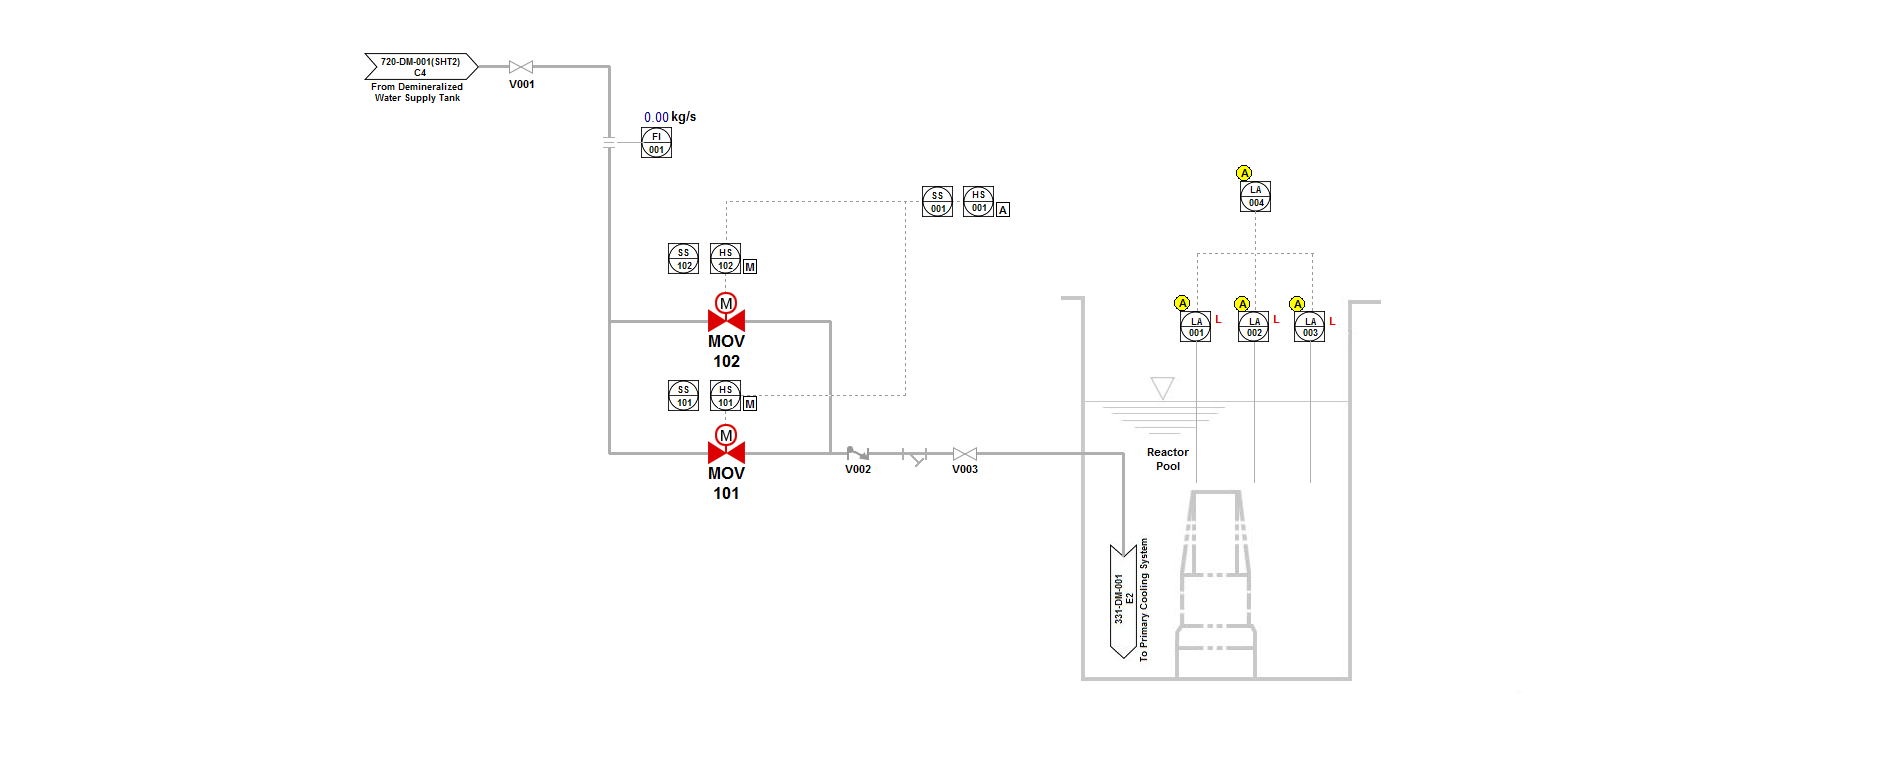 720-DM-001(SHT2)
C4
From Demineralized
Water Supply Tank
V001
0.00 kg/s
FI
001
SS
001
HS
001
A
A
LA
004
SS
102
HS
102
M
M
MOV
102
A
LA
001
L
A
LA
002
L
A
LA
003
L
SS
101
HS
101
M
M
MOV
101
V002
V003
Reactor
Pool
331-DM-001
E2
To Primary Cooling System